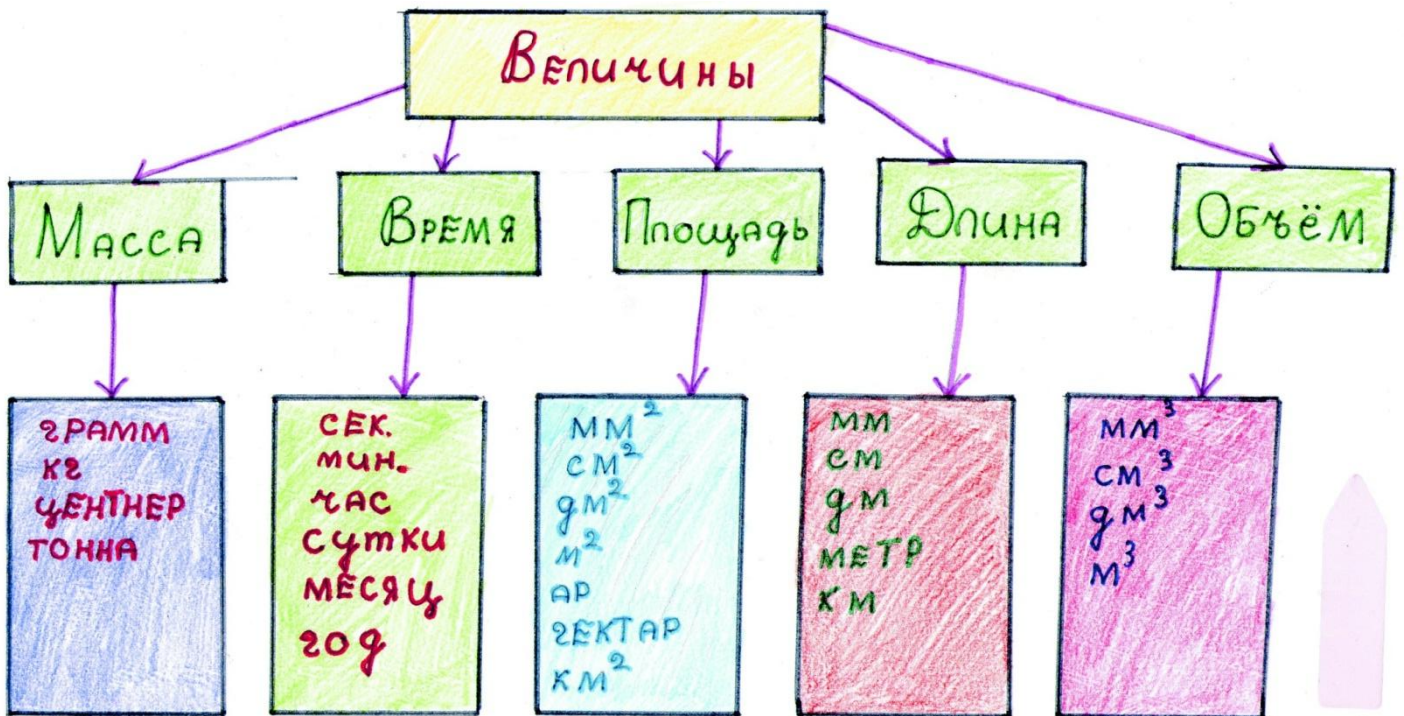 Величины
Масса
Время
Площадь
Длина
Объём
грамм
кг
центнер
тонна
сек.
мин.
час
сутки
месяц
год
мм²
см²
дм²
м²
ар
гектар
км²
мм
см
дм
метр
км
мм³
см³
дм³
м³